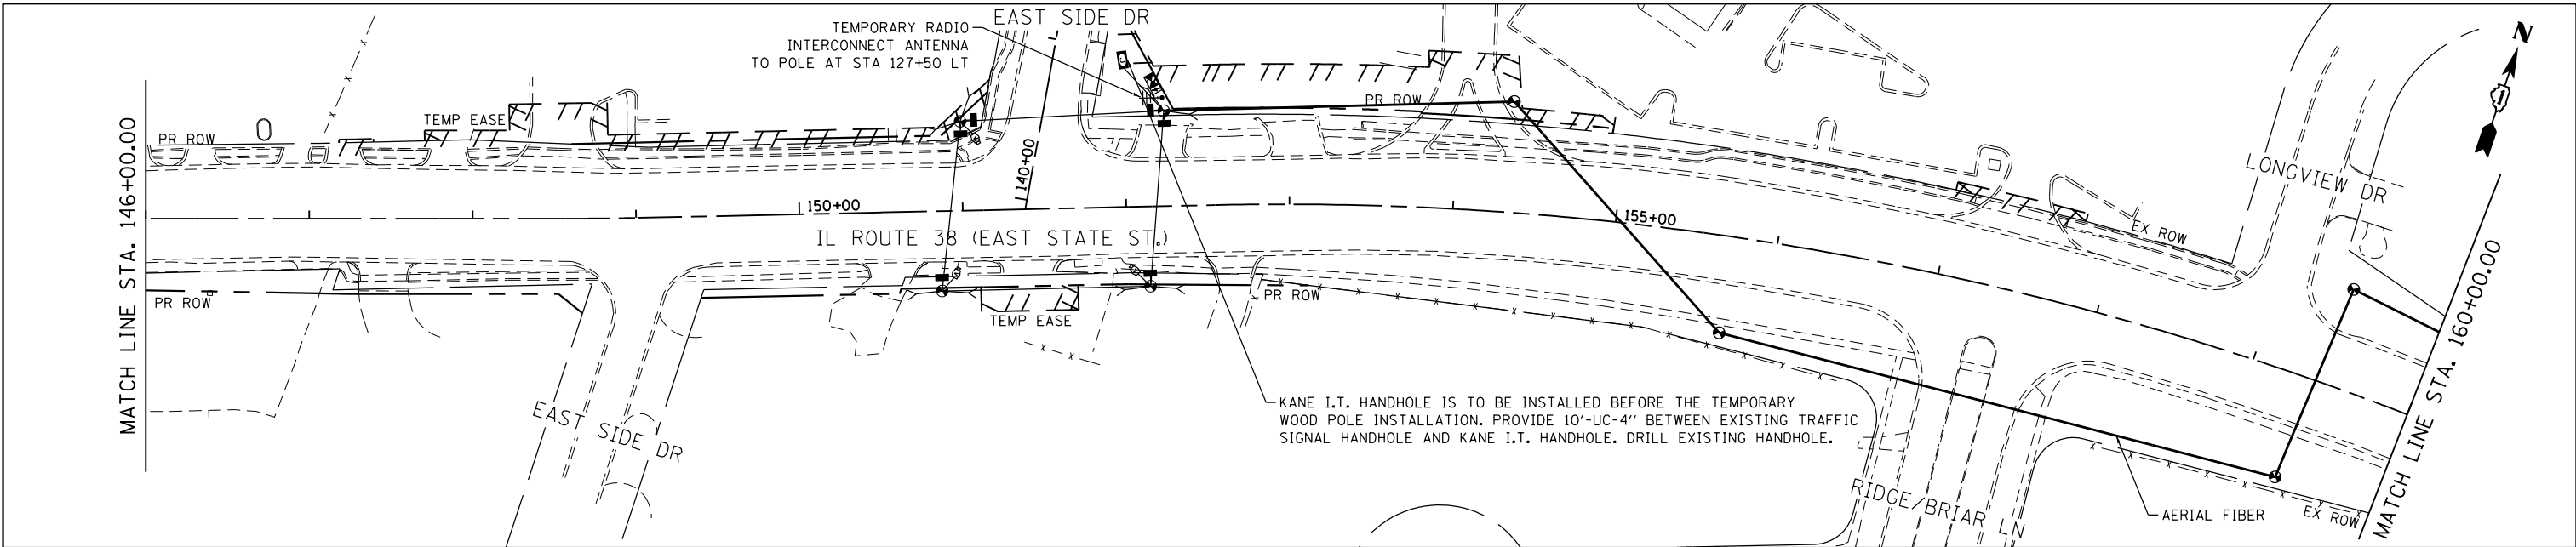 EAST SIDE DR
TEMPORARY RADIO
INTERCONNECT ANTENNA
TO POLE AT STA 127+50 LT
N
1
MATCH LINE STA. 146+00.00
PR ROW
TEMP EASE
PR ROW
140+00
150+00
155+00
IL ROUTE 38 (EAST STATE ST.)
LONGVIEW DR
EX ROW
PR ROW
PR ROW
TEMP EASE
EAST SIDE DR
KANE I.T. HANDHOLE IS TO BE INSTALLED BEFORE THE TEMPORARY
WOOD POLE INSTALLATION. PROVIDE 10'-UC-4'' BETWEEN EXISTING TRAFFIC
SIGNAL HANDHOLE AND KANE I.T. HANDHOLE. DRILL EXISTING HANDHOLE.
RIDGE/BRIAR LN
AERIAL FIBER
EX ROW
MATCH LINE STA. 160+00.00